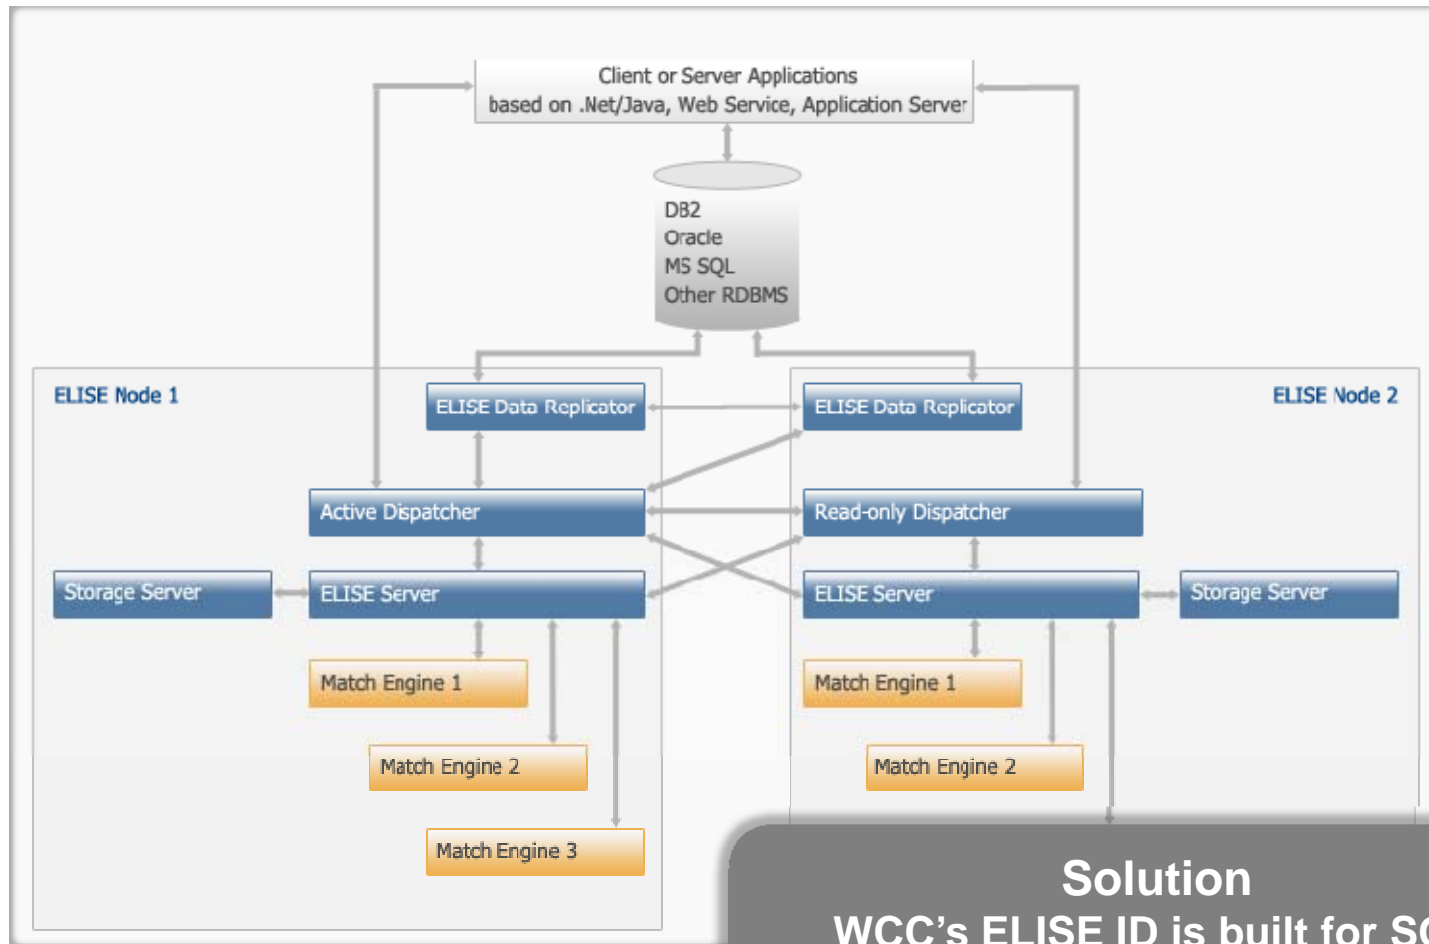 Client or Server Applications
based on .Net/Java, Web Service, Application Server
DB2
Oracle
MS SQL
Other RDBMS
ELISE Node 1
ELISE Node 2
ELISE Data Replicator
ELISE Data Replicator
Active Dispatcher
Read-only Dispatcher
Storage Server
ELISE Server
ELISE Server
Storage Server
Match Engine 1
Match Engine 1
Match Engine 2
Match Engine 2
Match Engine 3
Solution
WCC's ELISE ID is built for